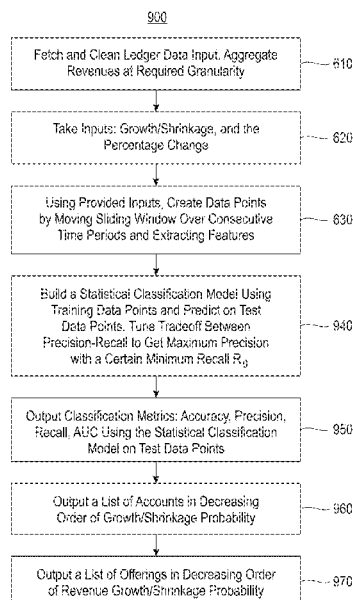 900
Fetch and Clean Ledger Data Input, Aggregate
Revenues at Required Granularity
610
Take Inputs: Growth/Shrinkage, and the
Percentage Change
620
Using Provided Inputs, Create Data Points
by Moving Sliding Window Over Consecutive
Time Periods and Extracting Features
630
Build a Statistical Classification Model Using
Training Data Points and Predict on Test
Data Points. Tune Tradeoff Between
Precision-Recall to Get Maximum Precision
with a Certain Minimum Recall R₀
940
Output Classification Metrics: Accuracy, Precision,
Recall, AUC Using the Statistical Classification
Model on Test Data Points
950
Output a List of Accounts in Decreasing
Order of Growth/Shrinkage Probability
960
Output a List of Offerings in Decreasing Order
of Revenue Growth/Shrinkage Probability
970